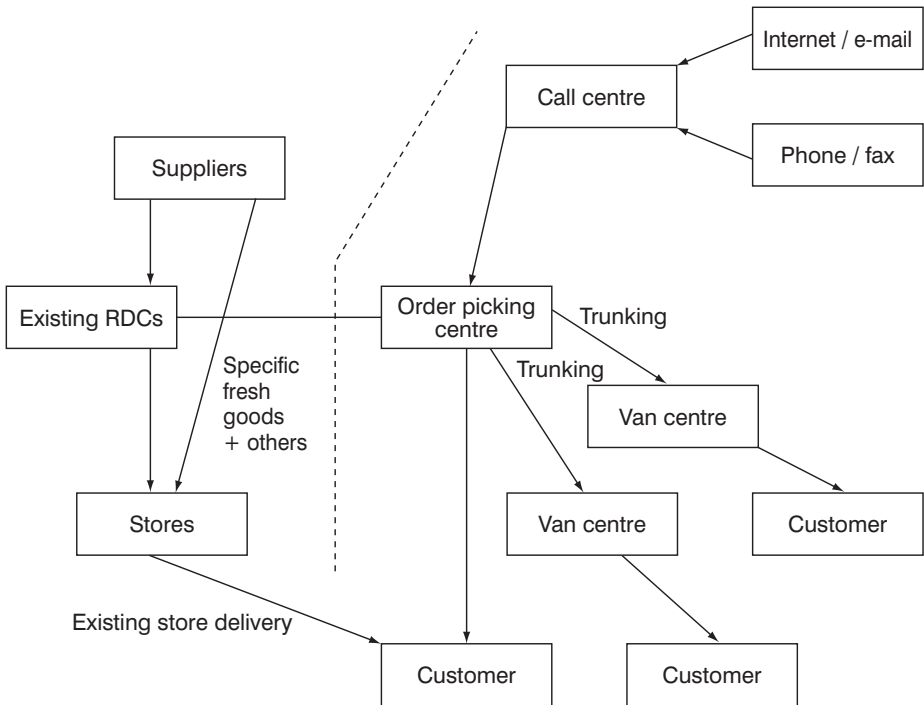 Internet / e-mail
Call centre
Phone / fax
Suppliers
Existing RDCs
Order picking
centre
Trunking
Trunking
Specific
fresh
goods
+ others
Van centre
Stores
Van centre
Customer
Existing store delivery
Customer
Customer